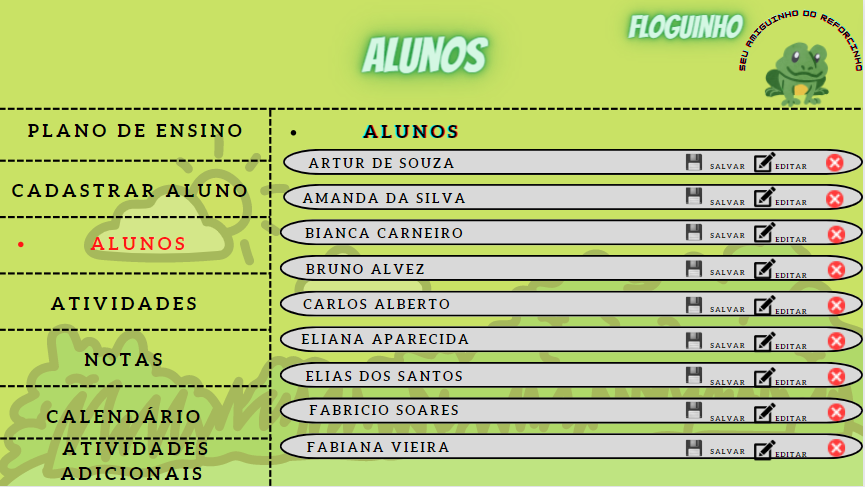 ALUNOS
FLOGUINHO
SEU AMIGUINHO DO REFORCINHO
PLANO DE ENSINO
CADASTRAR ALUNO
• ALUNOS
ATIVIDADES
NOTAS
CALENDÁRIO
ATIVIDADES
ADICIONAIS
• ALUNOS
ARTUR DE SOUZA SALVAR EDITAR
AMANDA DA SILVA SALVAR EDITAR
BIANCA CARNEIRO SALVAR EDITAR
BRUNO ALVEZ SALVAR EDITAR
CARLOS ALBERTO SALVAR EDITAR
ELIANA APARECIDA SALVAR EDITAR
ELIAS DOS SANTOS SALVAR EDITAR
FABRICIO SOARES SALVAR EDITAR
FABIANA VIEIRA SALVAR EDITAR